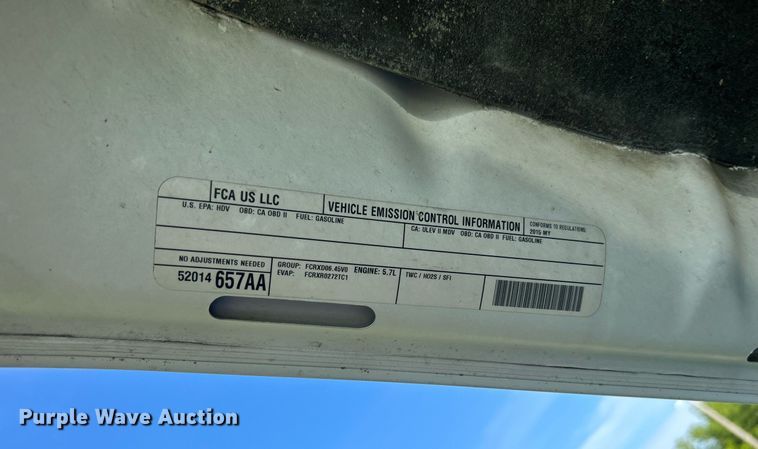 FCA US LLC
VEHICLE EMISSION CONTROL INFORMATION
CONFORMS TO REGULATIONS:
2015 MY
U.S. EPA: HDV OBD: CA OBD II FUEL: GASOLINE
CA: ULEV II MDV OBD: CA OBD II FUEL: GASOLINE
NO ADJUSTMENTS NEEDED
52014 657AA
GROUP: FCRXD06.45V0 ENGINE: 5.7L
EVAP: FCRXR0272TC1
TWC / HO2S / SFI
Purple Wave Auction